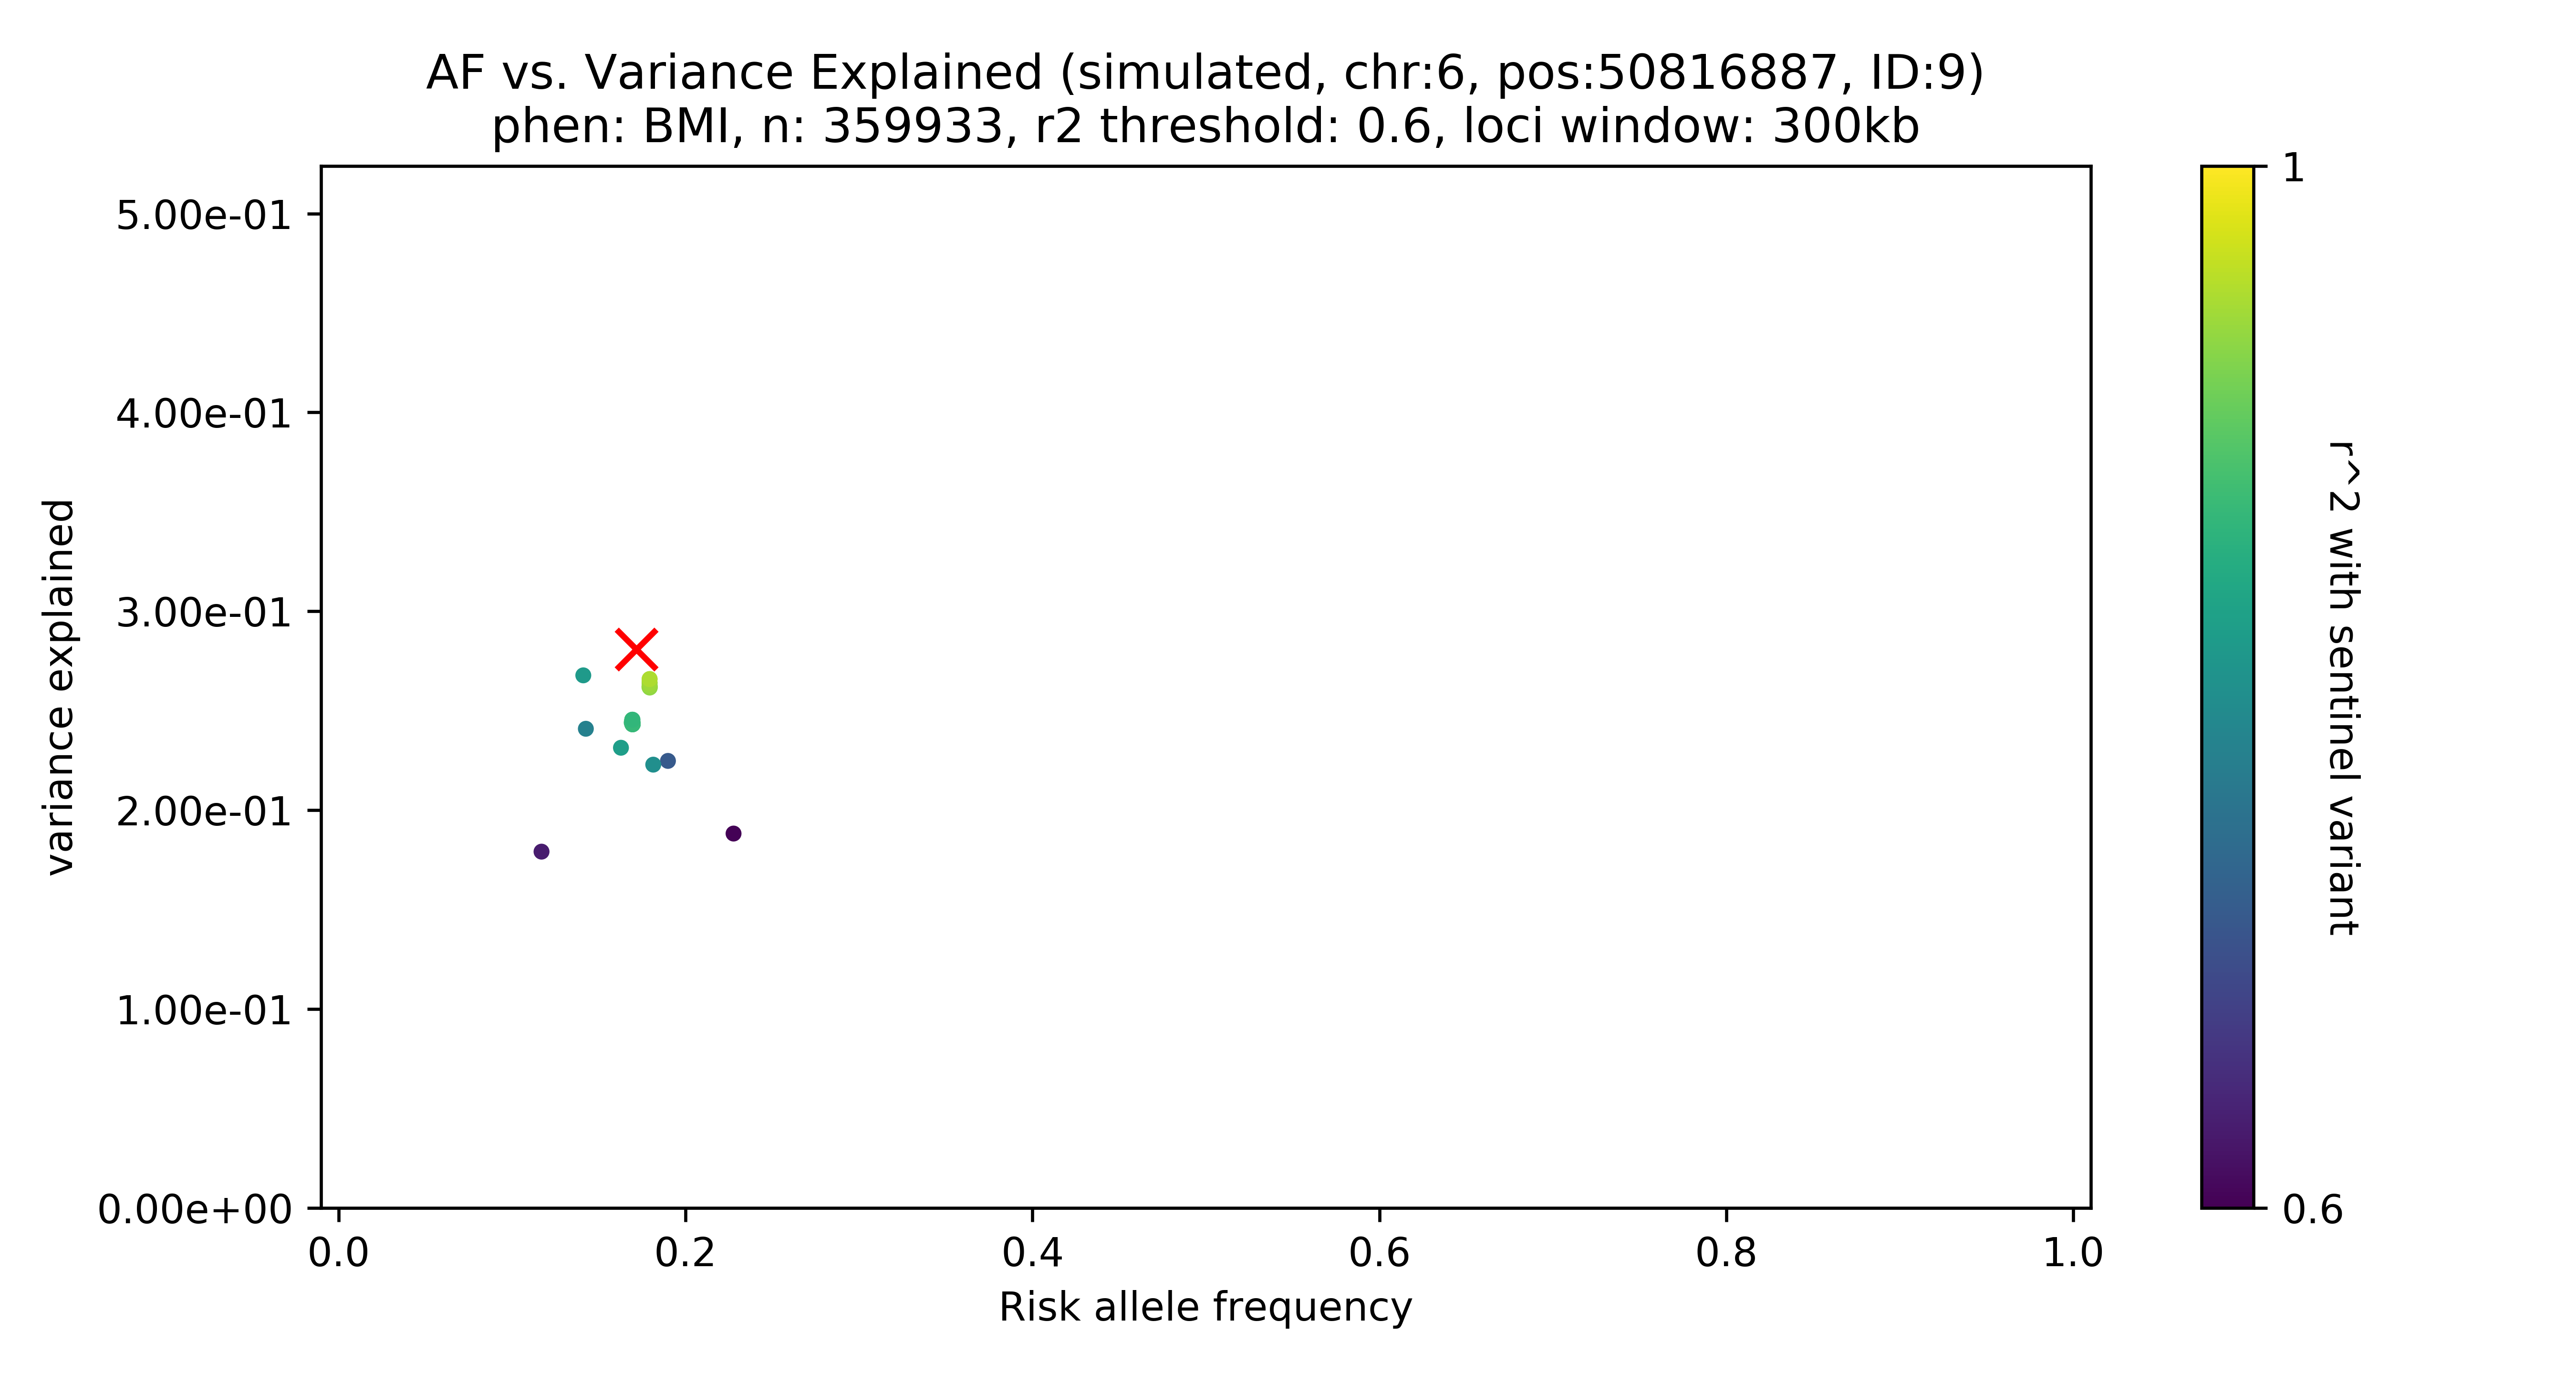 AF vs. Variance Explained (simulated, chr:6, pos:50816887, ID:9)
phen: BMI, n: 359933, r2 threshold: 0.6, loci window: 300kb
variance explained
5.00e-01
4.00e-01
3.00e-01
2.00e-01
1.00e-01
0.00e+00
0.0
0.2
0.4
0.6
0.8
1.0
Risk allele frequency
1
0.6
r^2 with sentinel variant